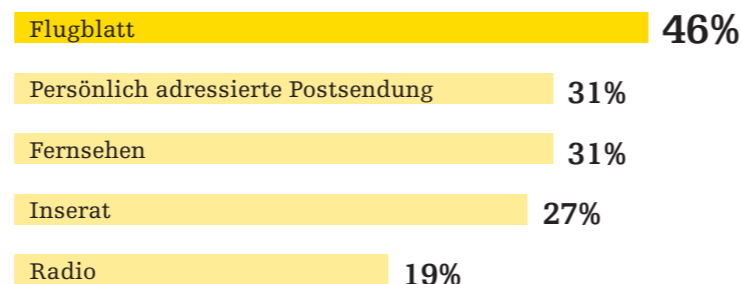 Flugblatt 46%
Persönlich adressierte Postsendung 31%
Fernsehen 31%
Inserat 27%
Radio 19%